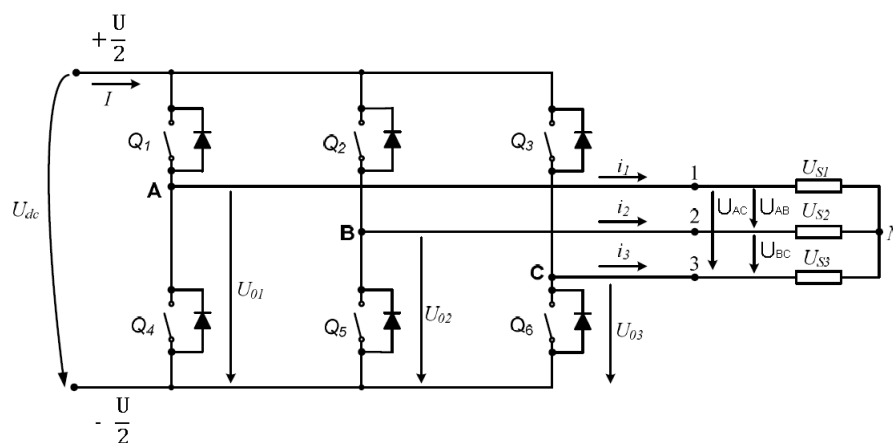 + U/2
I
Q1
Q2
Q3
A
i1
1
US1
UAC
UAB
Udc
B
i2
2
US2
N
UBC
C
i3
3
US3
Q4
U01
Q5
U02
Q6
U03
- U/2